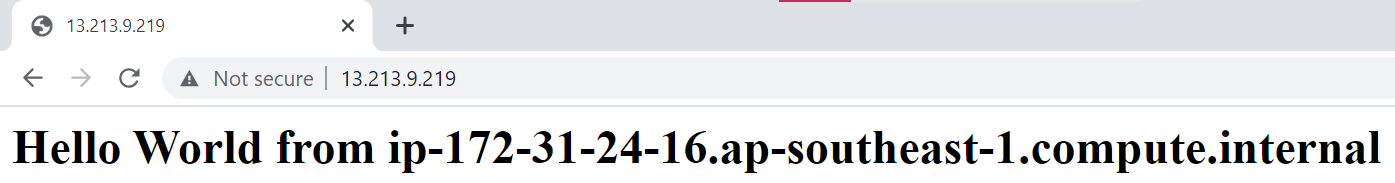 13.213.9.219
Not secure | 13.213.9.219
Hello World from ip-172-31-24-16.ap-southeast-1.compute.internal